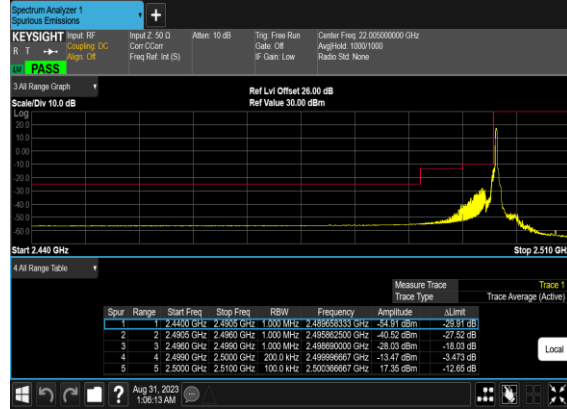 Spectrum Analyzer 1
Spurious Emissions
+
KEYSIGHT Input: RF Input Z: 50 Ω Atten: 10 dB Trig: Free Run Center Freq: 22.005000000 GHz
R T Coupling: DC Corr CCorr Gate: Off Avg|Hold: 1000/1000
Align: Off Freq Ref: Int (S) IF Gain: Low Radio Std: None
PASS
3 All Range Graph
Ref Lvl Offset 26.00 dB
Scale/Div 10.0 dB Ref Value 30.00 dBm
Log
20.0
10.0
0.00
-10.0
-20.0
-30.0
-40.0
-50.0
-60.0
Start 2.440 GHz Stop 2.510 GHz
4 All Range Table
Measure Trace Trace 1
Trace Type Trace Average (Active)
Spur Range Start Freq Stop Freq RBW Frequency Amplitude ΔLimit
1 1 2.4400 GHz 2.4905 GHz 1.000 MHz 2.489658333 GHz -54.91 dBm -29.91 dB
2 2 2.4905 GHz 2.4960 GHz 1.000 MHz 2.495862500 GHz -40.52 dBm -27.52 dB
3 3 2.4960 GHz 2.4990 GHz 1.000 MHz 2.498690000 GHz -28.03 dBm -18.03 dB
4 4 2.4990 GHz 2.5000 GHz 200.0 kHz 2.499996667 GHz -13.47 dBm -3.473 dB
5 5 2.5000 GHz 2.5100 GHz 100.0 kHz 2.500366667 GHz 17.35 dBm -12.65 dB
Local
?
Aug 31, 2023
1:06:13 AM